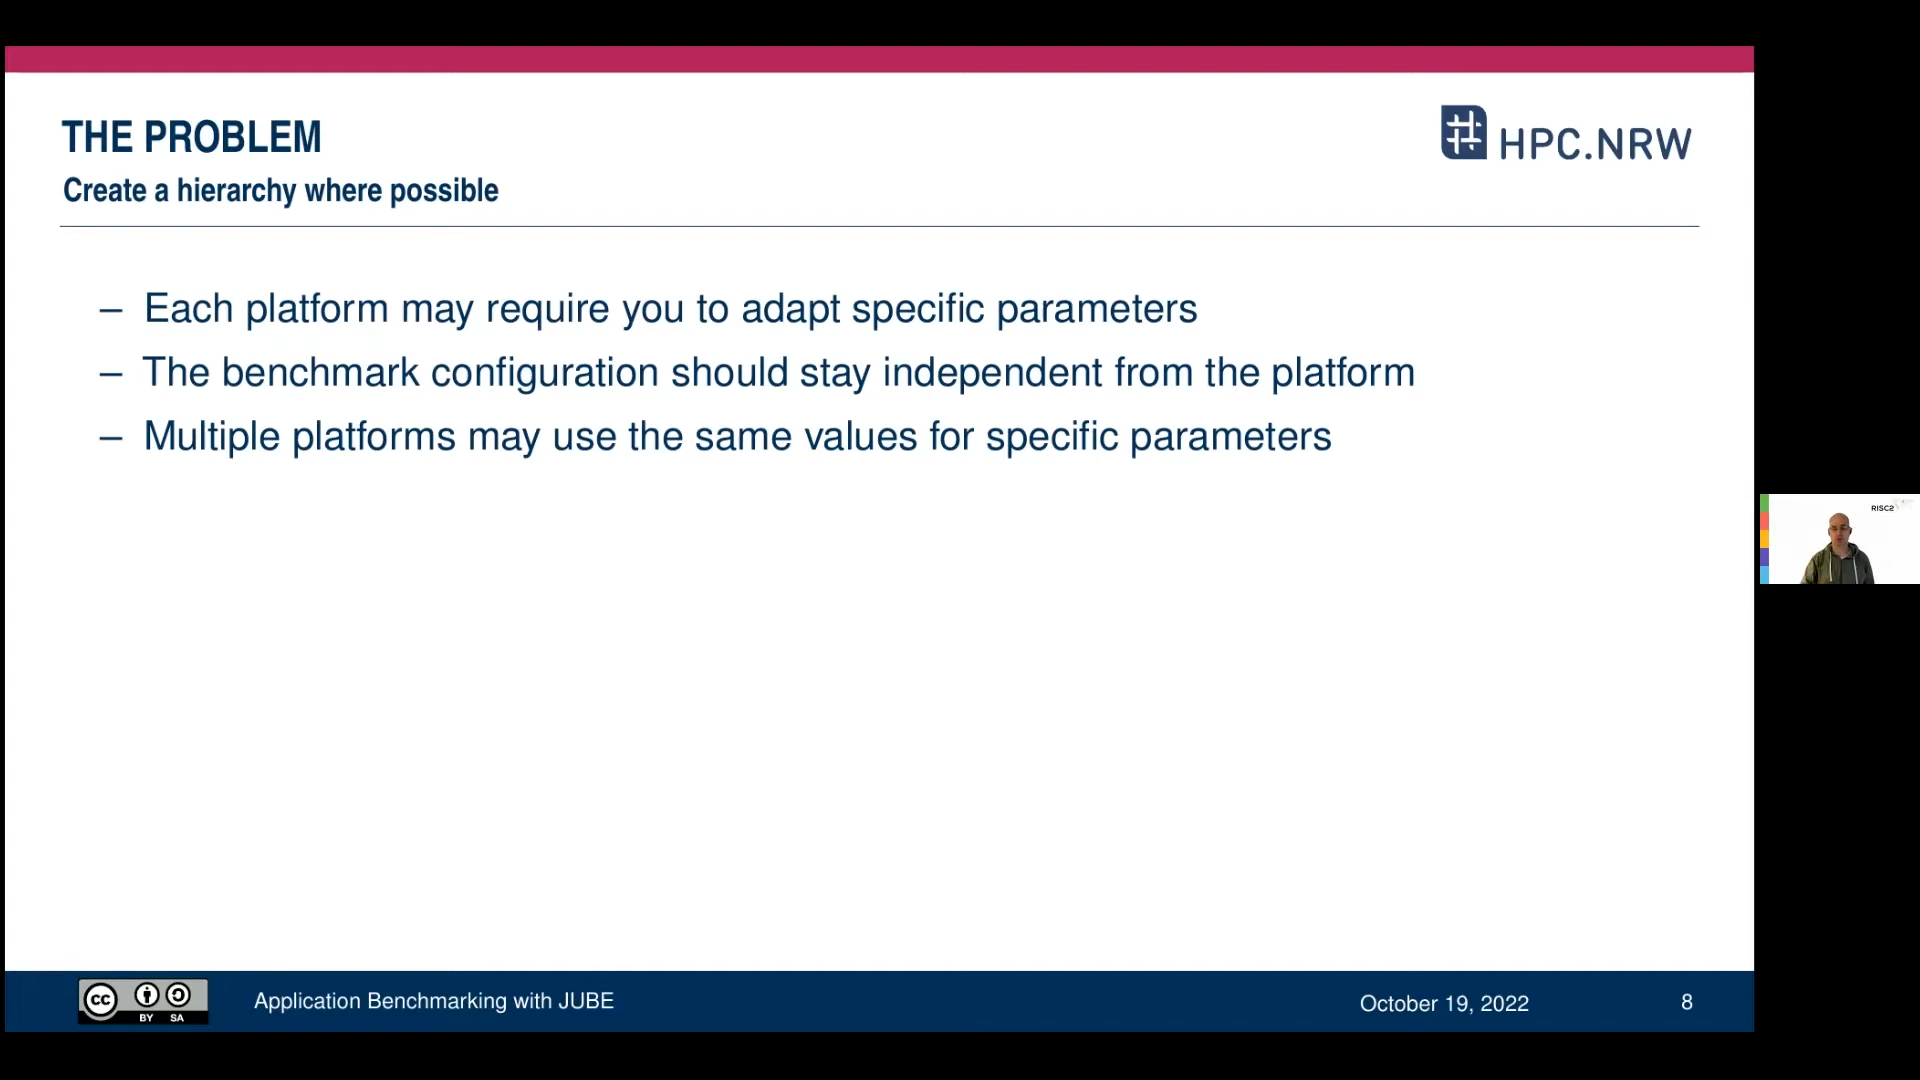 THE PROBLEM
HPC.NRW
Create a hierarchy where possible
– Each platform may require you to adapt specific parameters
– The benchmark configuration should stay independent from the platform
– Multiple platforms may use the same values for specific parameters
RISC2
cc BY SA
Application Benchmarking with JUBE
October 19, 2022
8